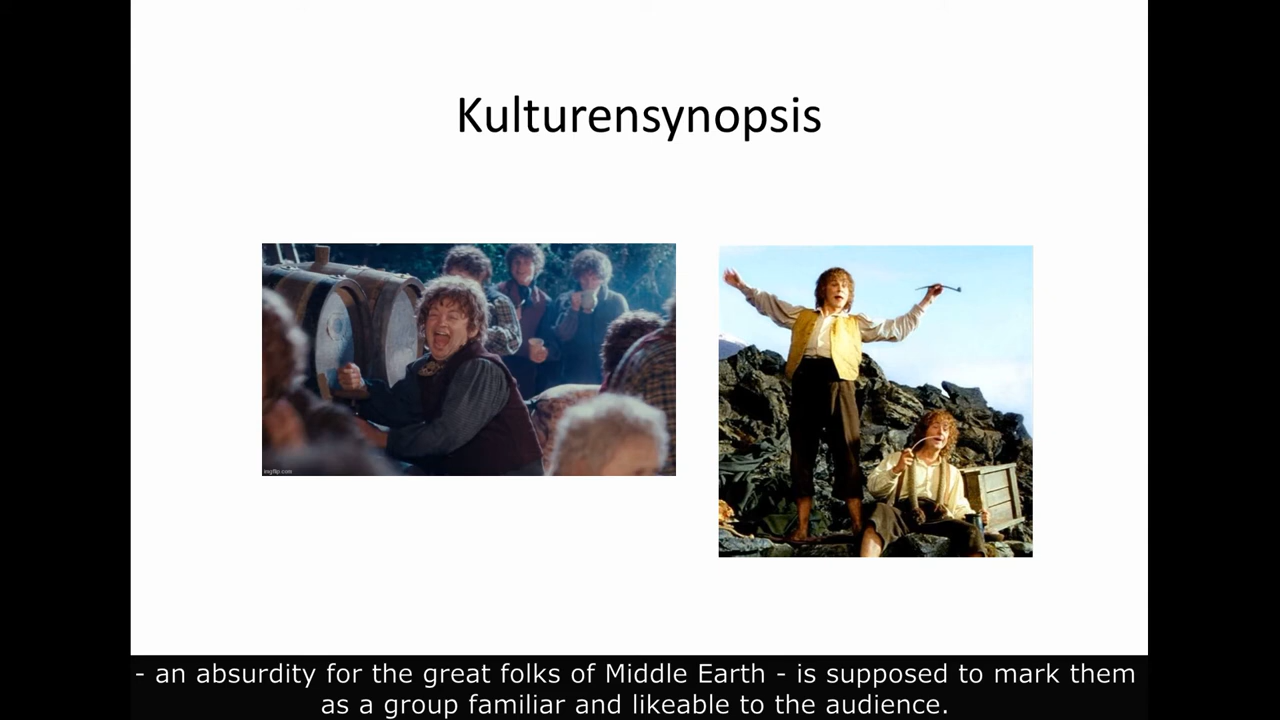 Kulturensynopsis
imgflip.com
- an absurdity for the great folks of Middle Earth - is supposed to mark them
as a group familiar and likeable to the audience.